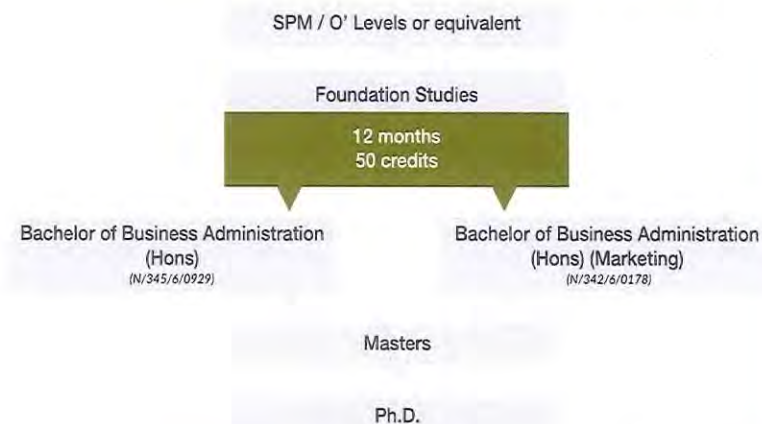 SPM / O' Levels or equivalent
Foundation Studies
12 months
50 credits
Bachelor of Business Administration
(Hons)
(N/345/6/0929)
Bachelor of Business Administration
(Hons) (Marketing)
(N/342/6/0178)
Masters
Ph.D.